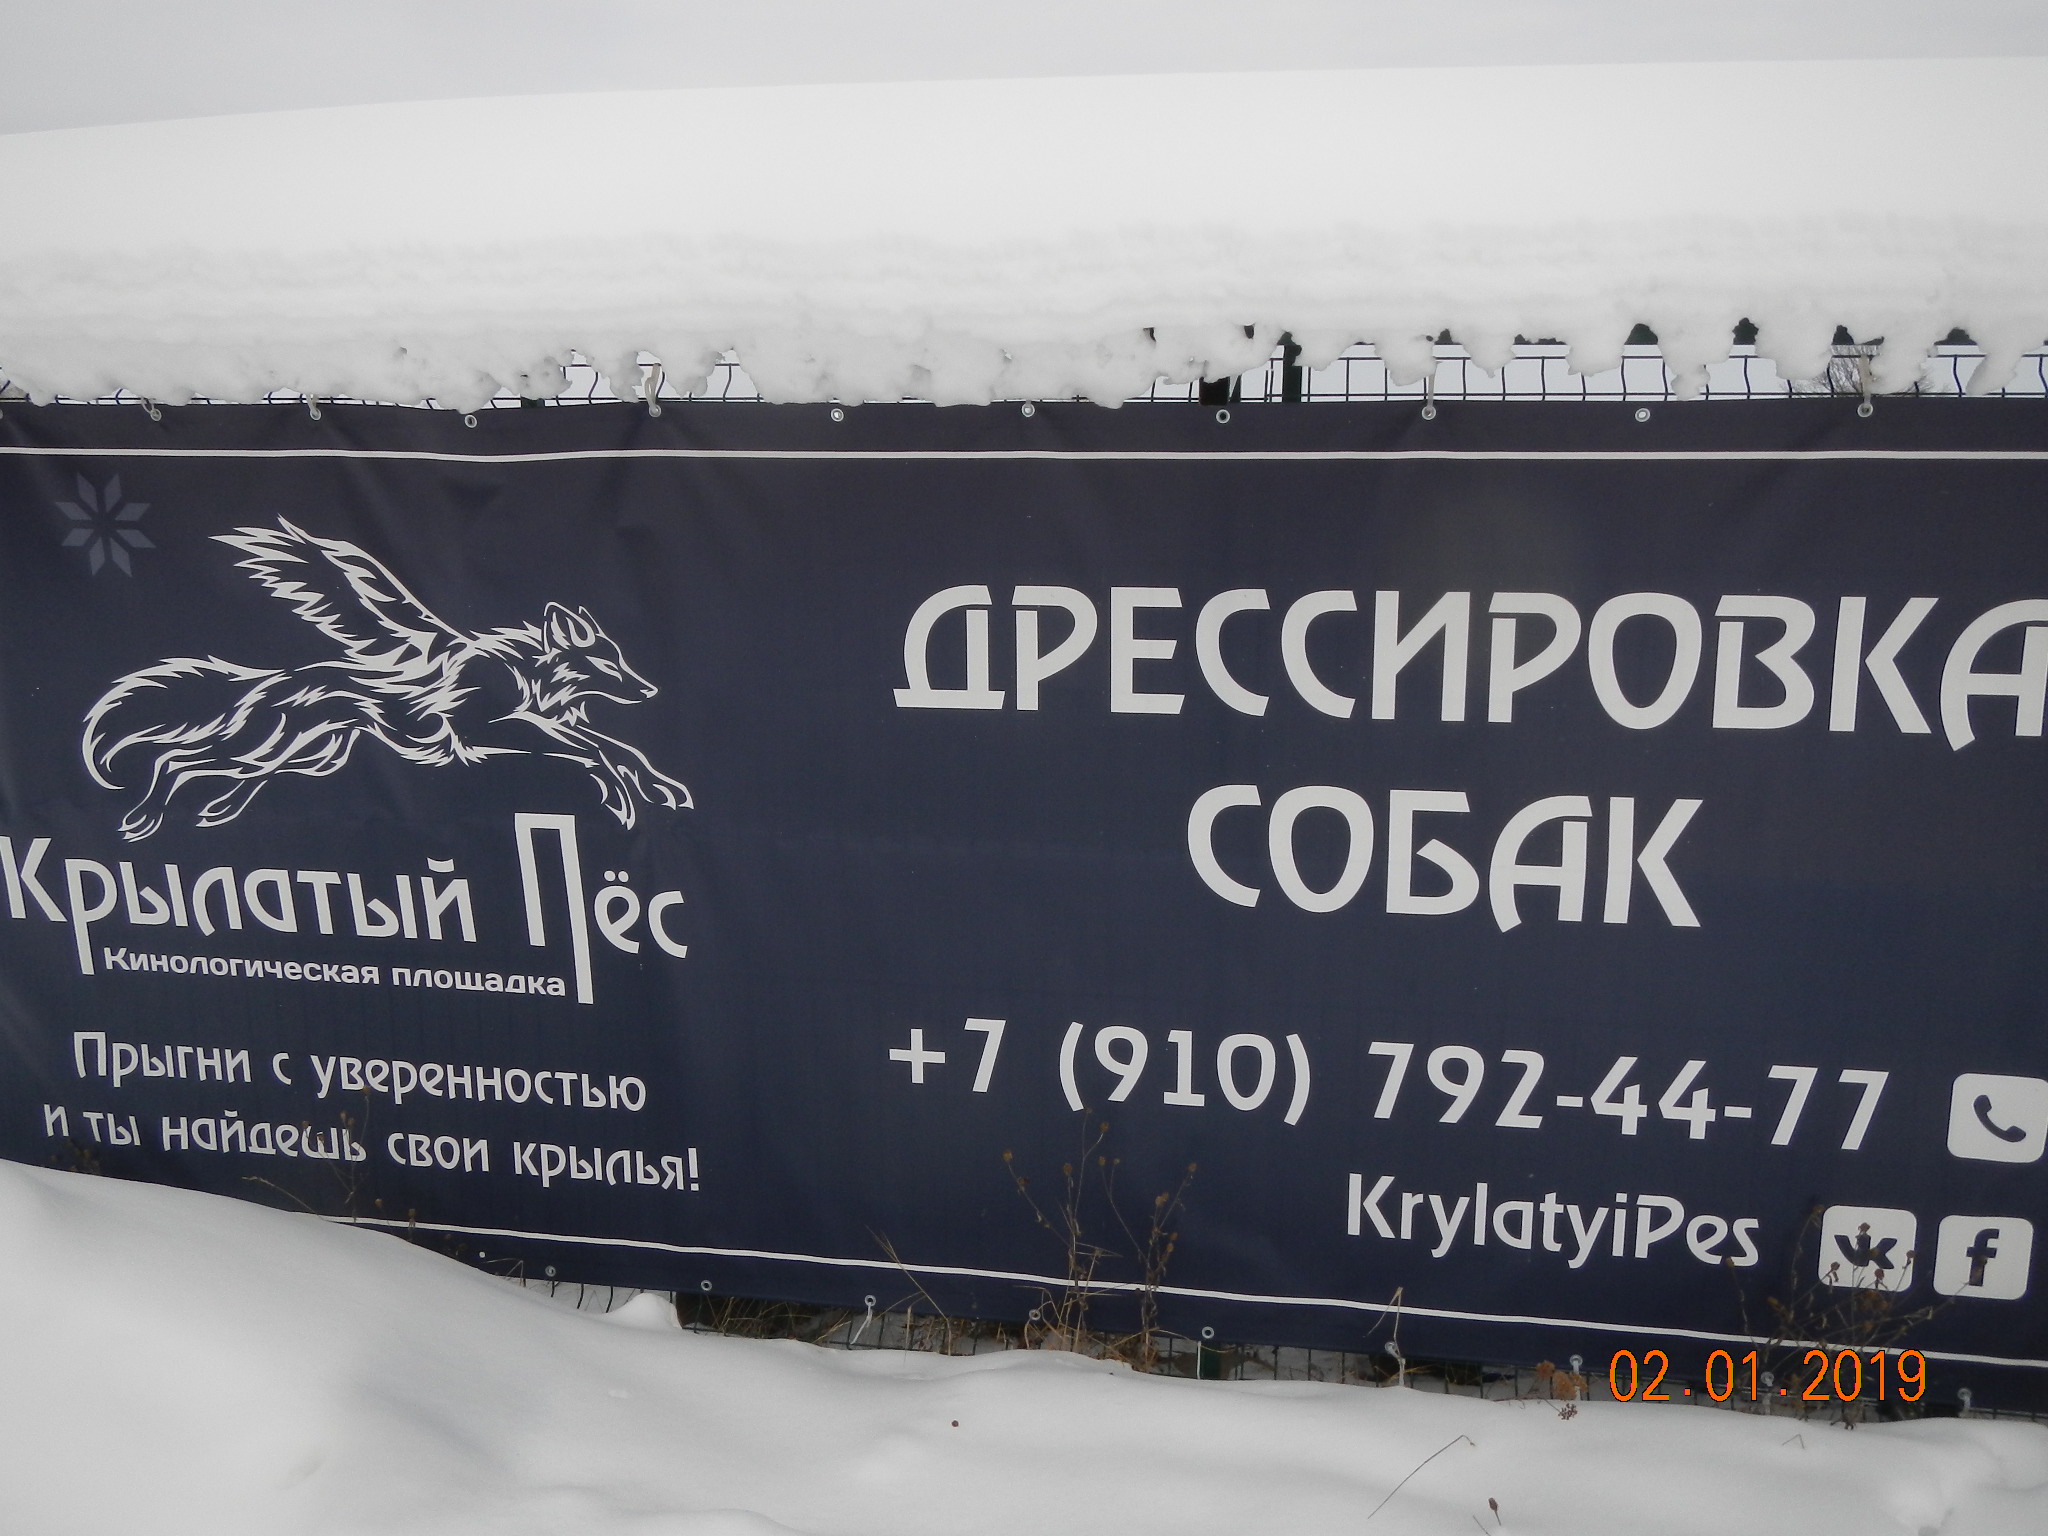 Крылатый Пёс
Кинологическая площадка
Прыгни с уверенностью
и ты найдешь свои крылья!
ДРЕССИРОВКА
СОБАК
+7 (910) 792-44-77
KrylatyiPes
02.01.2019